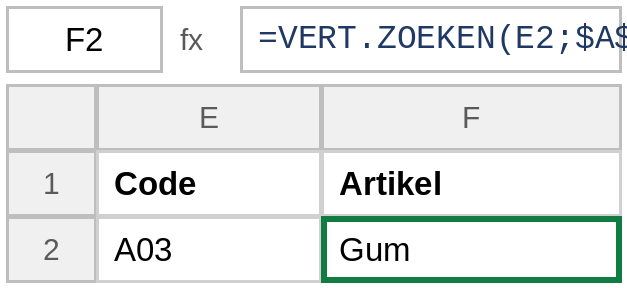 F2 fx =VERT.ZOEKEN(E2;$A$
E F
1 Code Artikel
2 A03 Gum